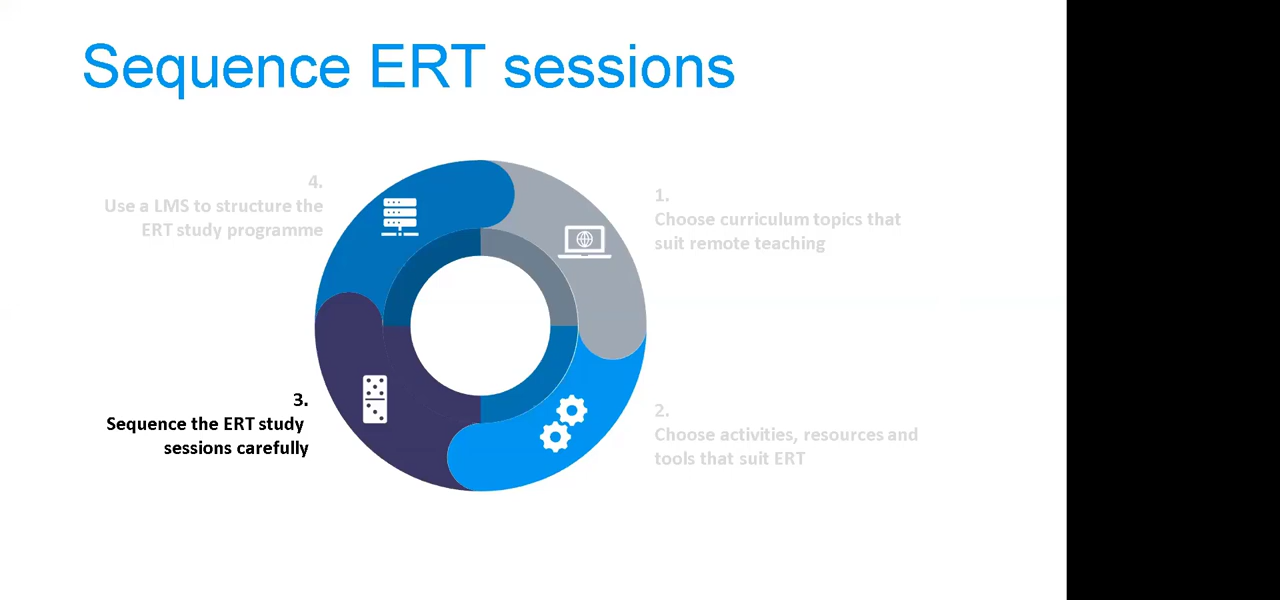 Sequence ERT sessions
1.
Choose curriculum topics that
suit remote teaching
2.
Choose activities, resources and
tools that suit ERT
3.
Sequence the ERT study
sessions carefully
4.
Use a LMS to structure the
ERT study programme